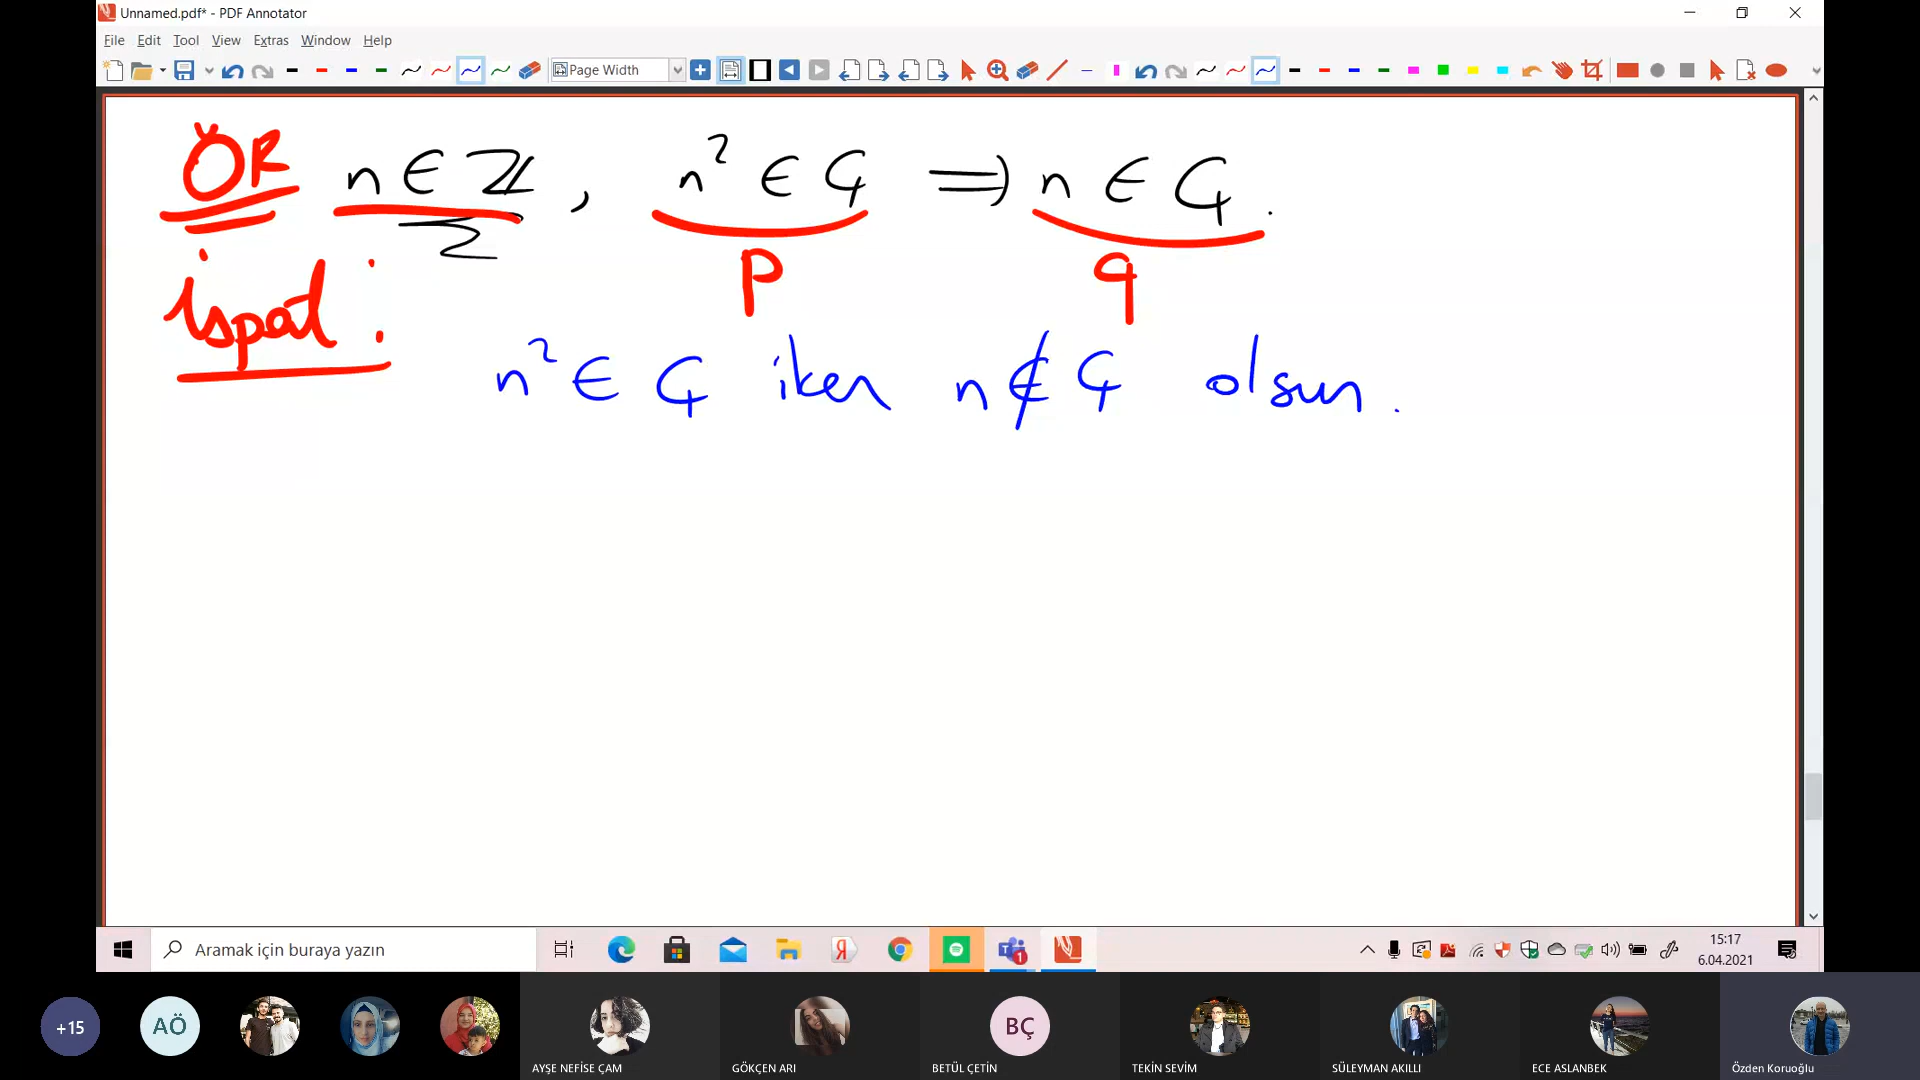 Unnamed.pdf* - PDF Annotator
File Edit Tool View Extras Window Help
Page Width
ÖR n ∈ ℤ, n² ∈ Ç ⇒ n ∈ Ç.
Z
p q
ispat:
n² ∈ Ç iken n ∉ Ç olsun.
Aramak için buraya yazın
1
15:17
6.04.2021
+15 AÖ BÇ
AYŞE NEFİSE ÇAM GÖKÇEN ARI BETÜL ÇETİN TEKİN SEVİM SÜLEYMAN AKILLI ECE ASLANBEK Özden Koruoğlu